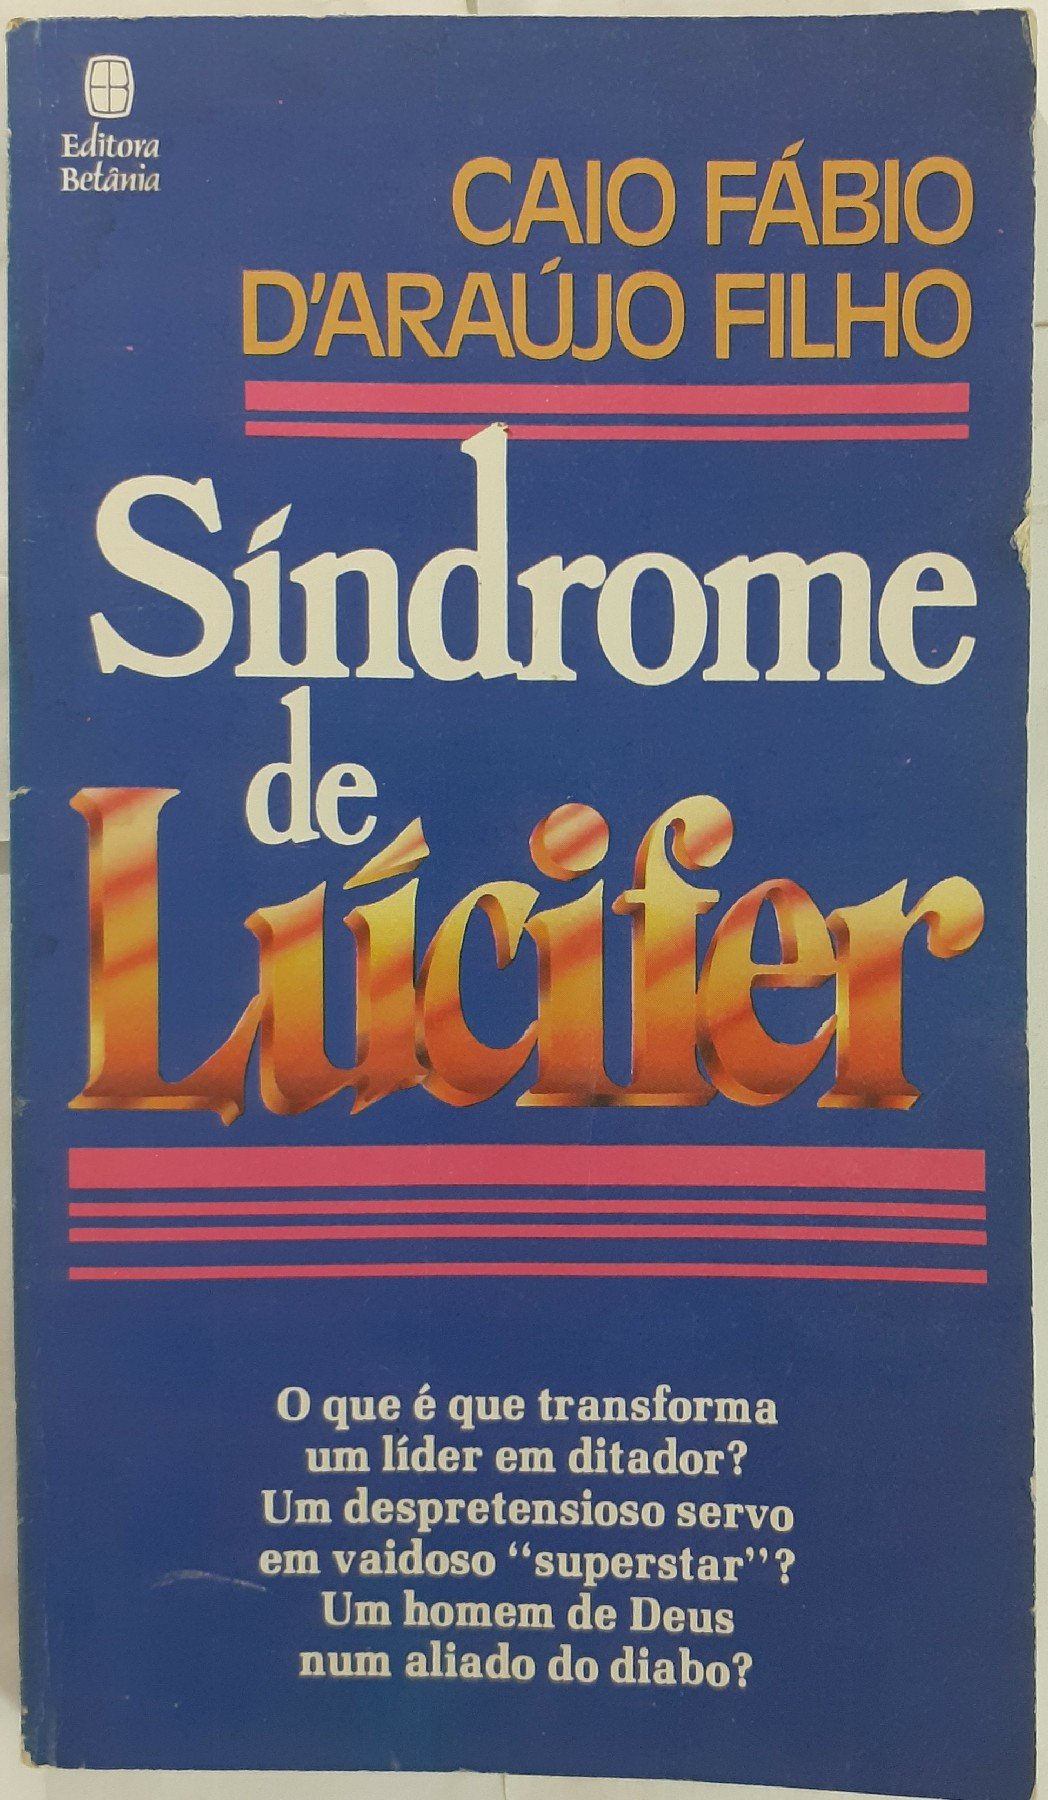 Editora
Betânia
CAIO FÁBIO
D'ARAÚJO FILHO
Síndrome
de
Lúcifer
O que é que transforma
um líder em ditador?
Um despretensioso servo
em vaidoso "superstar"?
Um homem de Deus
num aliado do diabo?